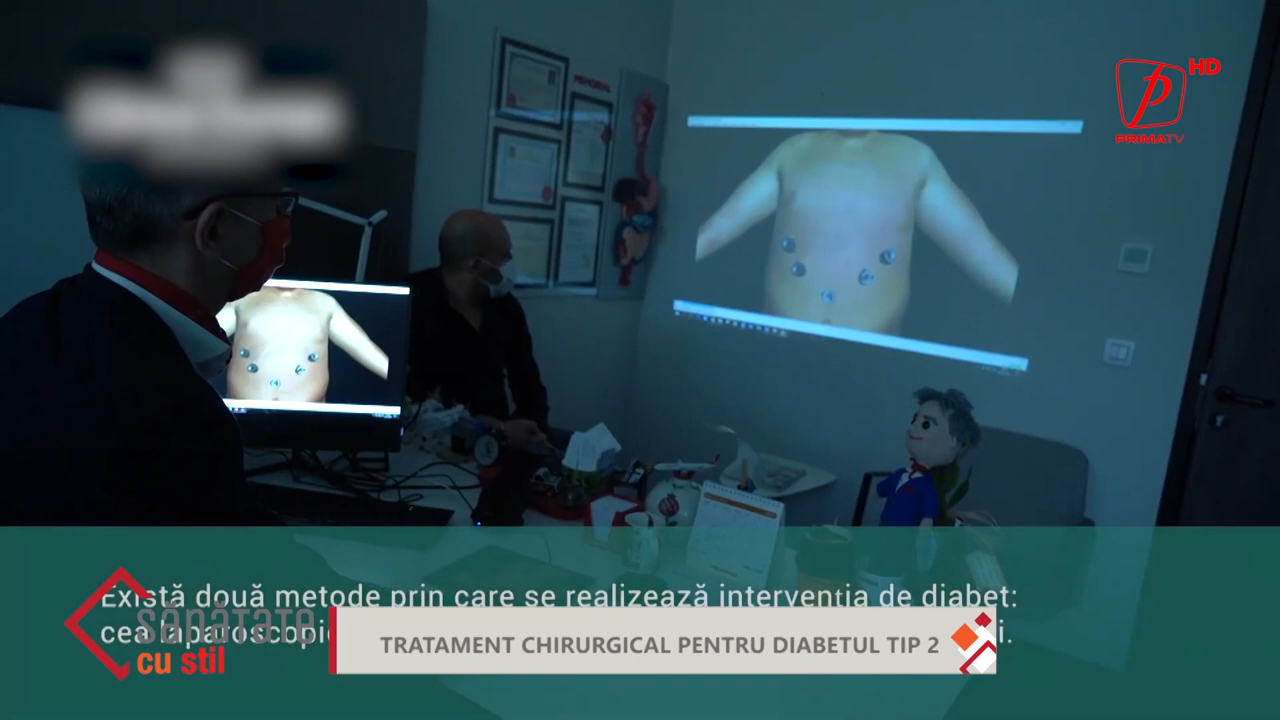 HD
PRIMATV
MEMORIAL
Există două metode prin care se realizează intervenția de diabet:
cea laparoscopi
sănătate
cu stil
TRATAMENT CHIRURGICAL PENTRU DIABETUL TIP 2